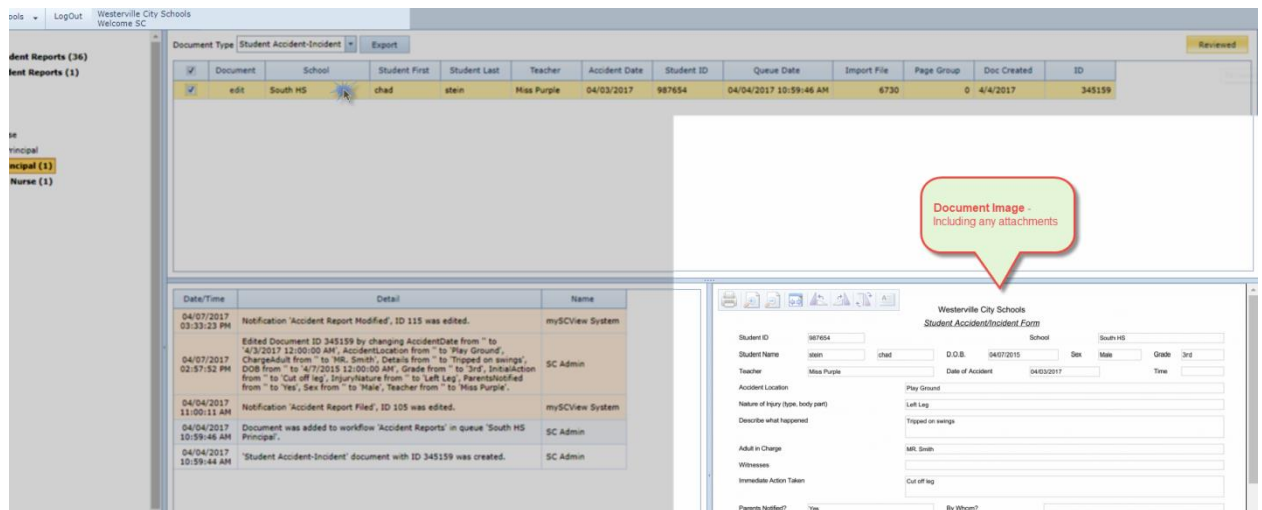 ools LogOut Westerville City Schools
Welcome SC
dent Reports (36)
dent Reports (1)
se
rincipal
ncipal (1)
Nurse (1)
Document Type Student Accident-Incident Export Reviewed
Document School Student First Student Last Teacher Accident Date Student ID Queue Date Import File Page Group Doc Created ID
edit South HS chad stein Miss Purple 04/03/2017 987654 04/04/2017 10:59:46 AM 6730 0 4/4/2017 345159
Document Image -
Including any attachments
Date/Time Detail Name
04/07/2017
03:33:23 PM
Notification 'Accident Report Modified', ID 115 was edited. mySCView System
04/07/2017
02:57:52 PM
Edited Document ID 345159 by changing AccidentDate from '' to
'4/3/2017 12:00:00 AM', AccidentLocation from '' to 'Play Ground',
ChargeAdult from '' to 'MR. Smith', Details from '' to 'Tripped on swings',
DOB from '' to '4/7/2015 12:00:00 AM', Grade from '' to '3rd', InitialAction
from '' to 'Cut off leg', InjuryNature from '' to 'Left Leg', ParentsNotified
from '' to 'Yes', Sex from '' to 'Male', Teacher from '' to 'Miss Purple'.
SC Admin
04/04/2017
11:00:11 AM
Notification 'Accident Report Filed', ID 105 was edited. mySCView System
04/04/2017
10:59:46 AM
Document was added to workflow 'Accident Reports' in queue 'South HS
Principal'.
SC Admin
04/04/2017
10:59:44 AM
'Student Accident-Incident' document with ID 345159 was created. SC Admin
Westerville City Schools
Student Accident/Incident Form
Student ID 987654 School South HS
Student Name stein chad D.O.B. 04/07/2015 Sex Male Grade 3rd
Teacher Miss Purple Date of Accident 04/03/2017 Time
Accident Location Play Ground
Nature of Injury (type, body part) Left Leg
Describe what happened Tripped on swings
Adult in Charge MR. Smith
Witnesses
Immediate Action Taken Cut off leg
Parents Notified? Yes By Whom?